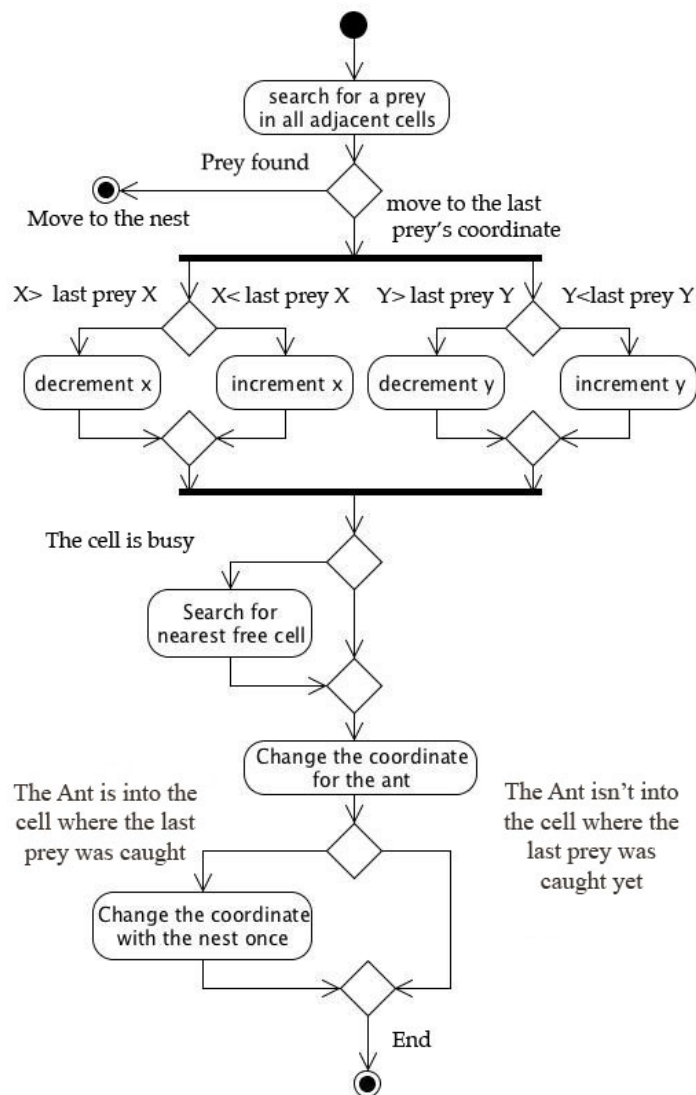 search for a prey
in all adjacent cells
Prey found
Move to the nest
move to the last
prey's coordinate
X> last prey X
X< last prey X
Y> last prey Y
Y<last prey Y
decrement x
increment x
decrement y
increment y
The cell is busy
Search for
nearest free cell
Change the coordinate
for the ant
The Ant is into the
cell where the last
prey was caught
The Ant isn't into
the cell where the
last prey was
caught yet
Change the coordinate
with the nest once
End